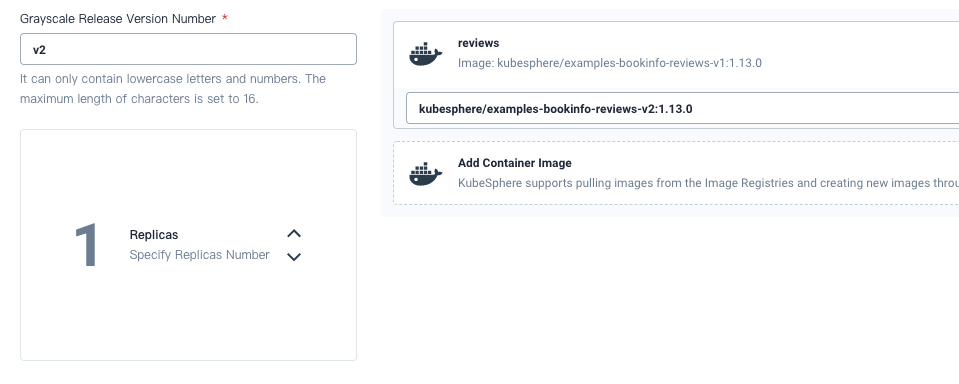 Grayscale Release Version Number *
v2
It can only contain lowercase letters and numbers. The
maximum length of characters is set to 16.
1
Replicas
Specify Replicas Number
reviews
Image: kubesphere/examples-bookinfo-reviews-v1:1.13.0
kubesphere/examples-bookinfo-reviews-v2:1.13.0
Add Container Image
KubeSphere supports pulling images from the Image Registries and creating new images throu